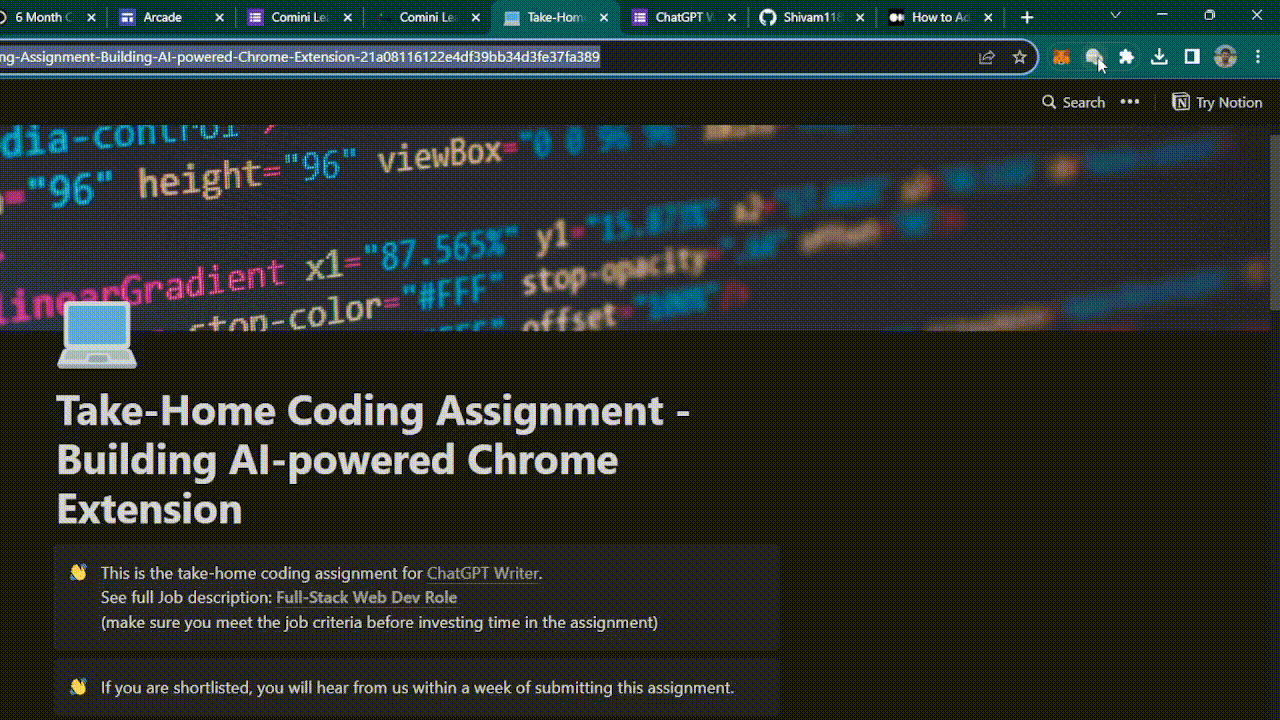 6 Month C
Arcade
Comini Le
Comini Le
Take-Hom
ChatGPT W
Shivam118
How to Ad
ng-Assignment-Building-AI-powered-Chrome-Extension-21a08116122e4df39bb34d3fe37fa389
Search
Try Notion
dia-control
="96" height="96" viewBox="0 0 96 96"
linearGradient x1="87.565%" y1="15.873%"
stop-color="#FFF" stop-opacity=
offset="100%"
Take-Home Coding Assignment -
Building AI-powered Chrome
Extension
This is the take-home coding assignment for ChatGPT Writer.
See full Job description: Full-Stack Web Dev Role
(make sure you meet the job criteria before investing time in the assignment)
If you are shortlisted, you will hear from us within a week of submitting this assignment.